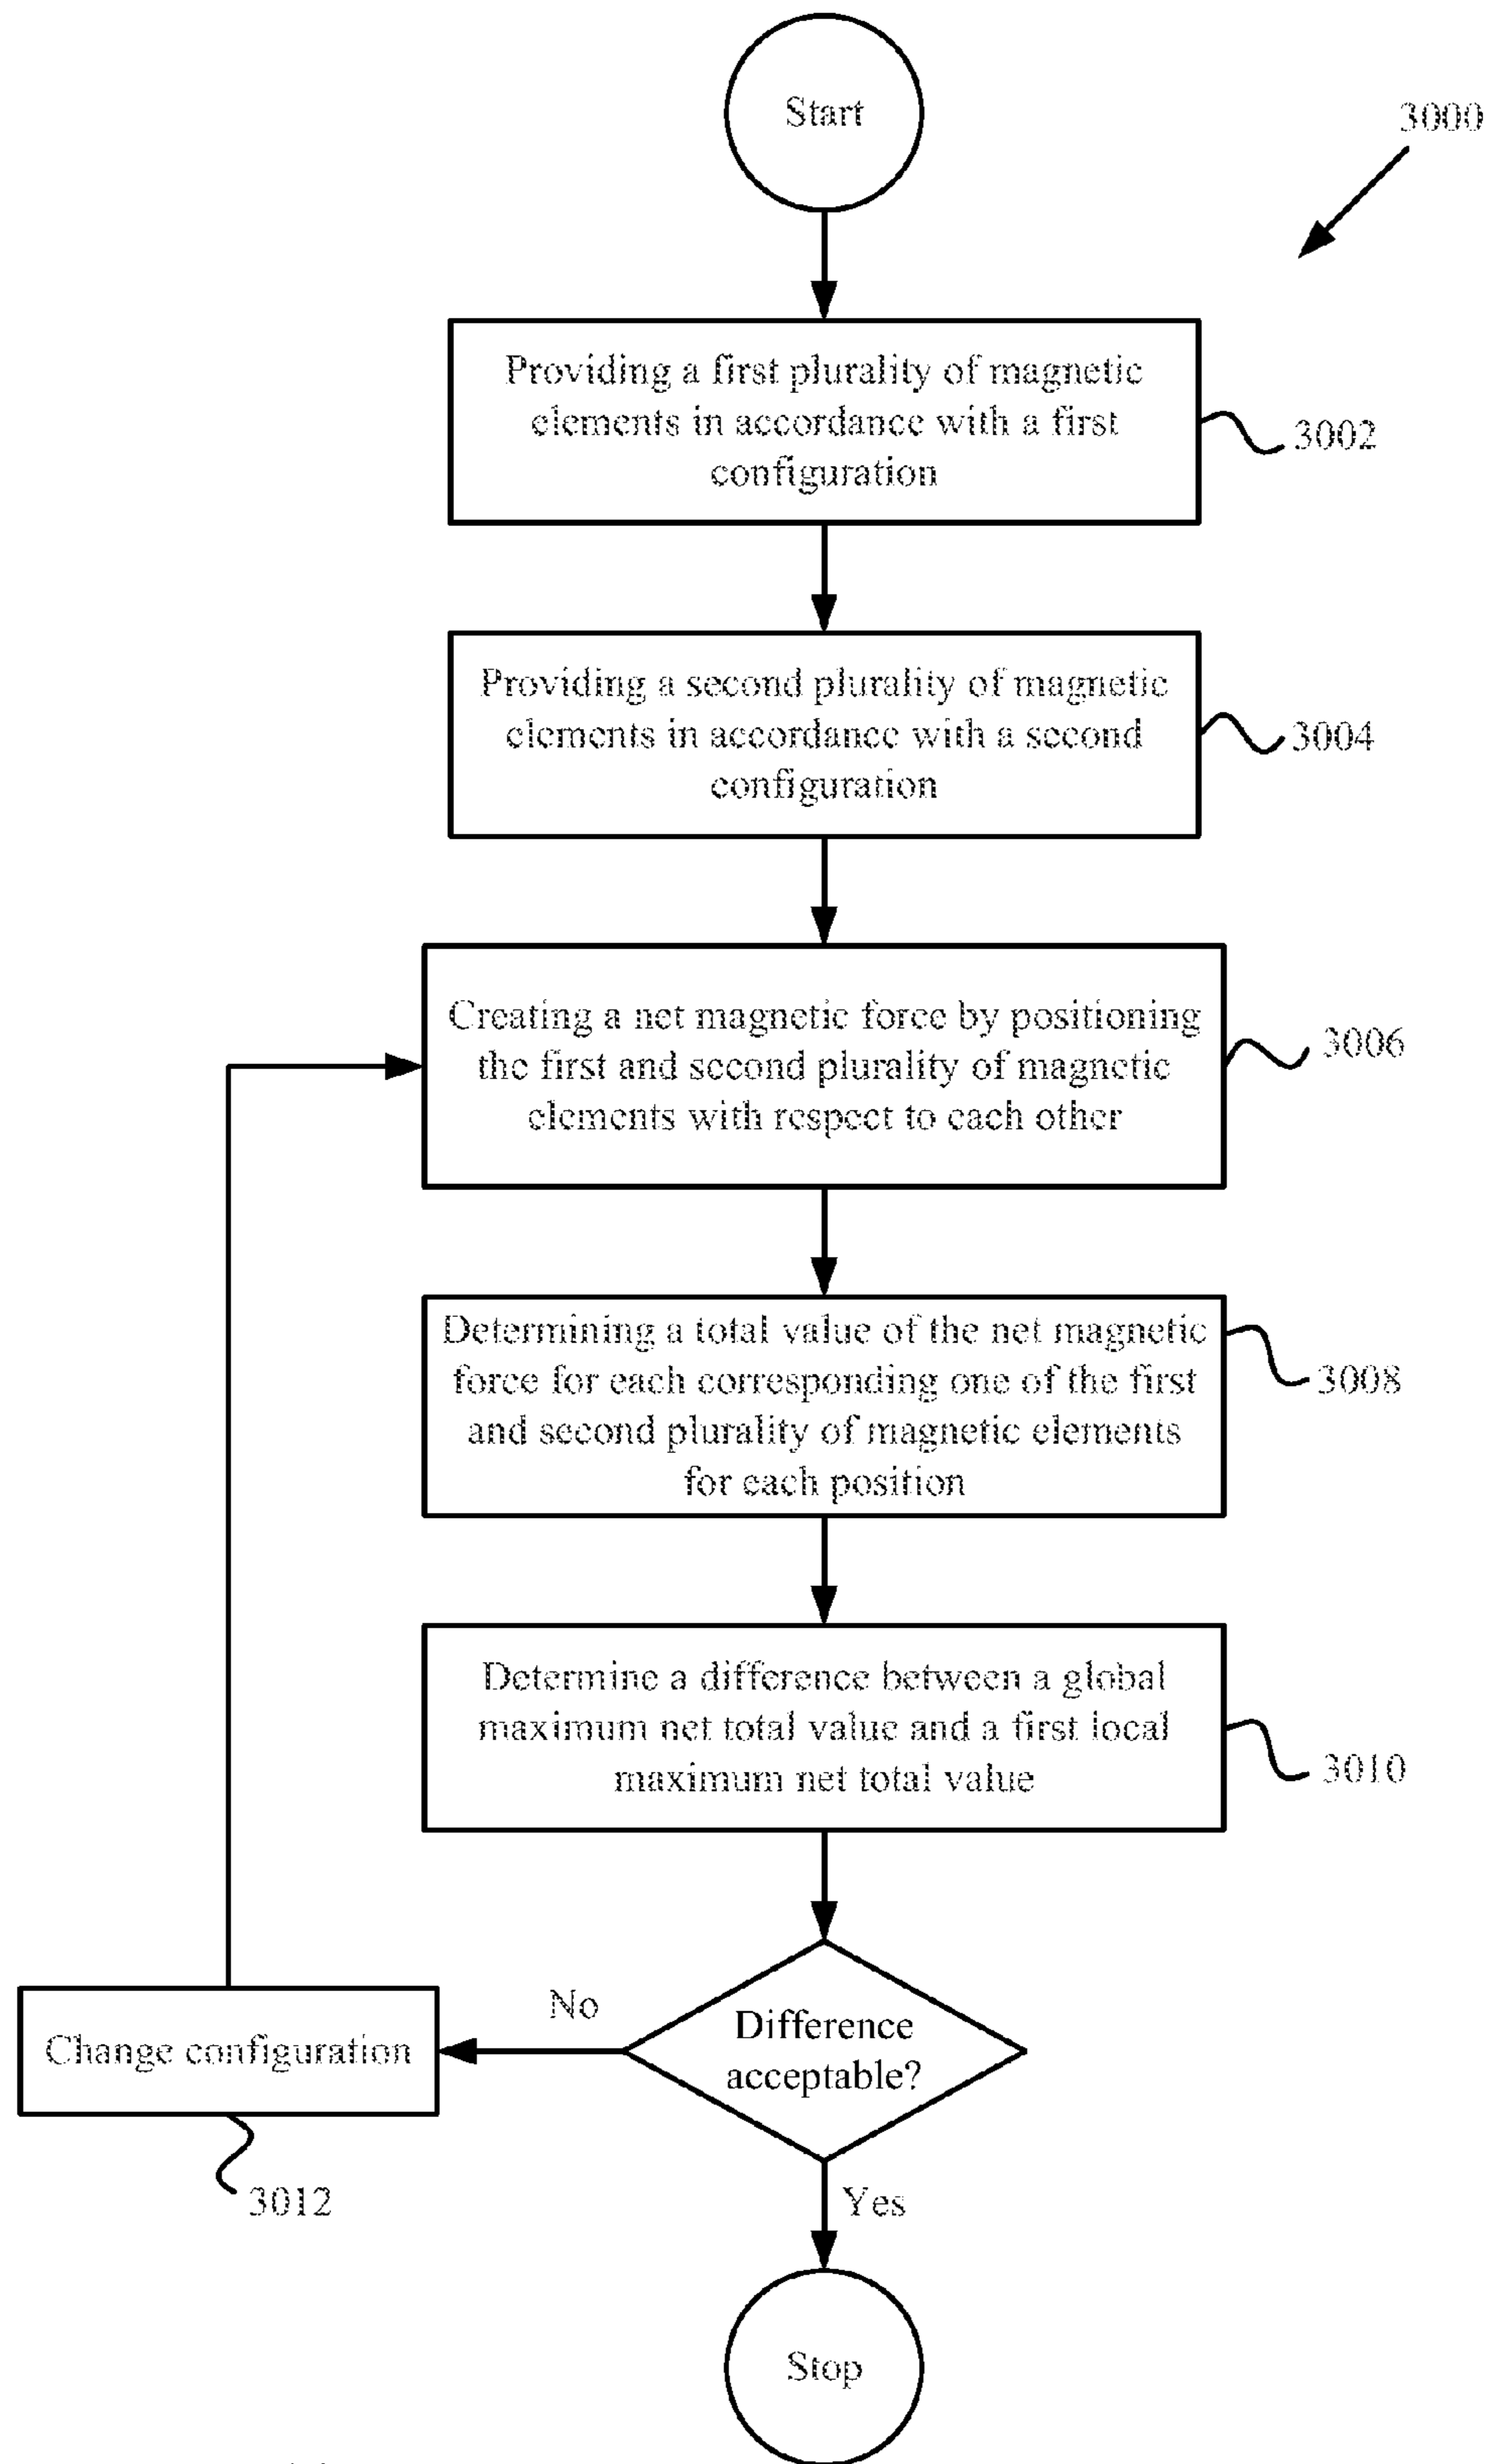 Start
3000
Providing a first plurality of magnetic
elements in accordance with a first
configuration
3002
Providing a second plurality of magnetic
elements in accordance with a second
configuration
3004
Creating a net magnetic force by positioning
the first and second plurality of magnetic
elements with respect to each other
3006
Determining a total value of the net magnetic
force for each corresponding one of the first
and second plurality of magnetic elements
for each position
3008
Determine a difference between a global
maximum net total value and a first local
maximum net total value
3010
No
Difference
acceptable?
Change configuration
3012
Yes
Stop